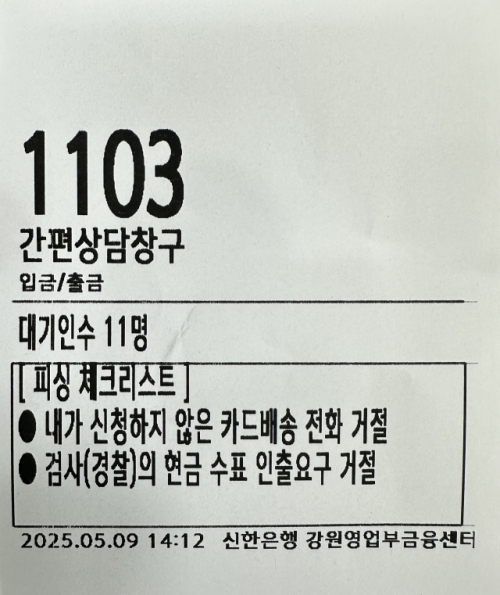 1103
간편상담창구
입금/출금
대기인수 11명
[ 피싱 체크리스트 ]
● 내가 신청하지 않은 카드배송 전화 거절
● 검사(경찰)의 현금 수표 인출요구 거절
2025.05.09 14:12 신한은행 강원영업부금융센터